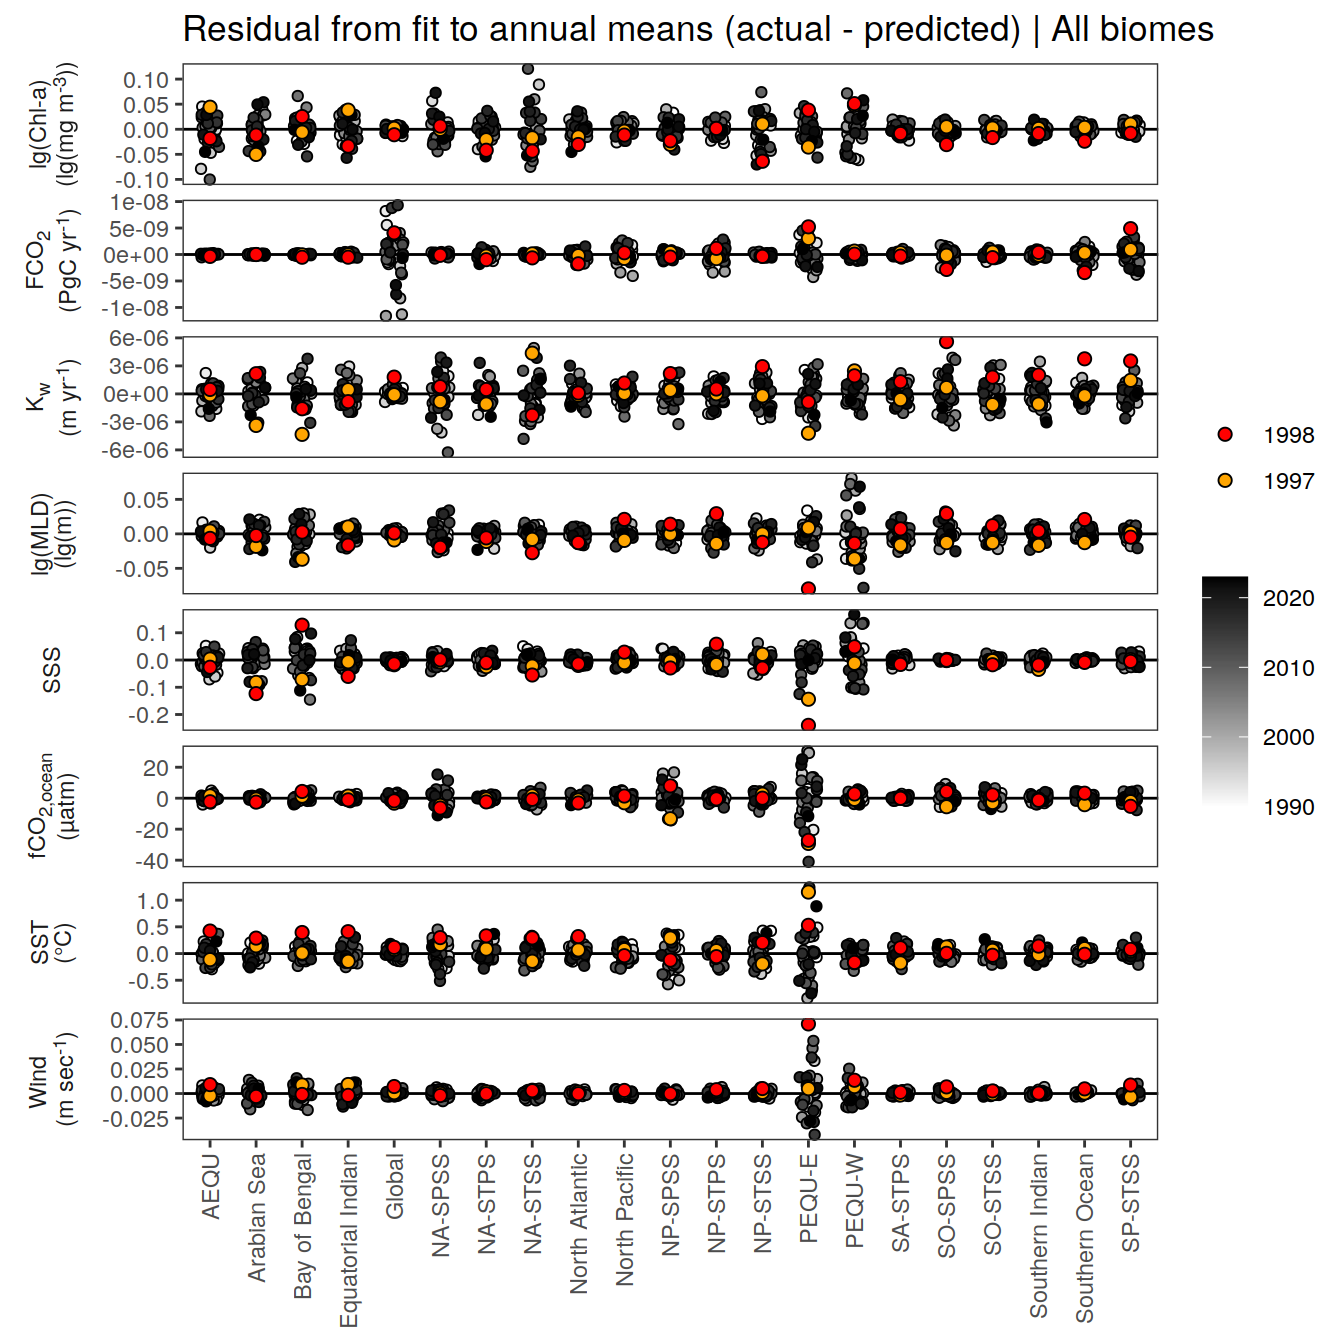 Residual from fit to annual means (actual - predicted) | All biomes
lg(Chl-a)
(lg(mg m⁻³))
0.10
0.05
0.00
-0.05
-0.10
FCO₂
(PgC yr⁻¹)
1e-08
5e-09
0e+00
-5e-09
-1e-08
K_w
(m yr⁻¹)
6e-06
3e-06
0e+00
-3e-06
-6e-06
lg(MLD)
(lg(m))
0.05
0.00
-0.05
SSS
0.1
0.0
-0.1
-0.2
fCO₂,ocean
(µatm)
20
0
-20
-40
SST
(°C)
1.0
0.5
0.0
-0.5
Wind
(m sec⁻¹)
0.075
0.050
0.025
0.000
-0.025
AEQU
Arabian Sea
Bay of Bengal
Equatorial Indian
Global
NA-SPSS
NA-STPS
NA-STSS
North Atlantic
North Pacific
NP-SPSS
NP-STPS
NP-STSS
PEQU-E
PEQU-W
SA-STPS
SO-SPSS
SO-STSS
Southern Indian
Southern Ocean
SP-STSS
1998
1997
2020
2010
2000
1990